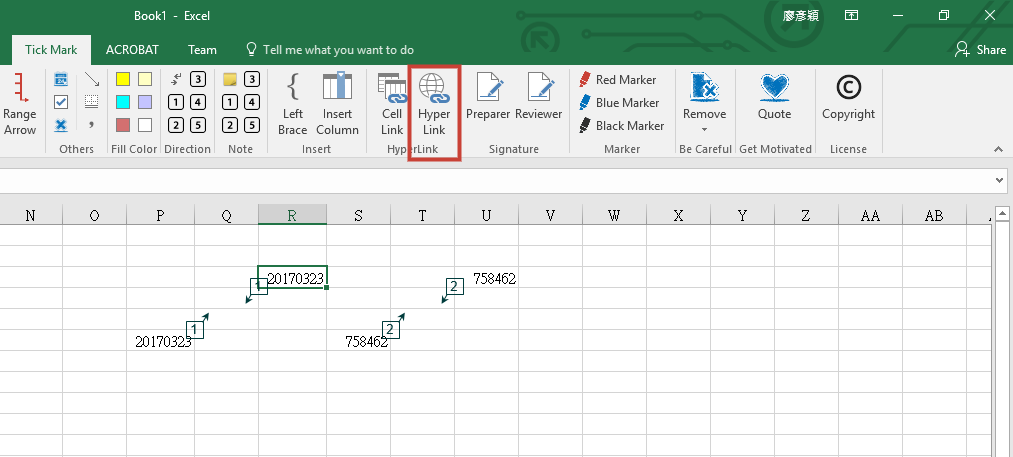 Book1 - Excel
廖彥穎
Tick Mark ACROBAT Team Tell me what you want to do Share
Range Arrow
Others
Fill Color
3
1 4
2 5
Direction
3
1 4
2 5
Note
Left Brace
Insert Column
Insert
Cell Link
Hyper Link
HyperLink
Preparer
Reviewer
Signature
Red Marker
Blue Marker
Black Marker
Marker
Remove
Be Careful
Quote
Get Motivated
Copyright
License
N O P Q R S T U V W X Y Z AA AB
1 20170323 2 758462
20170323 1 758462 2